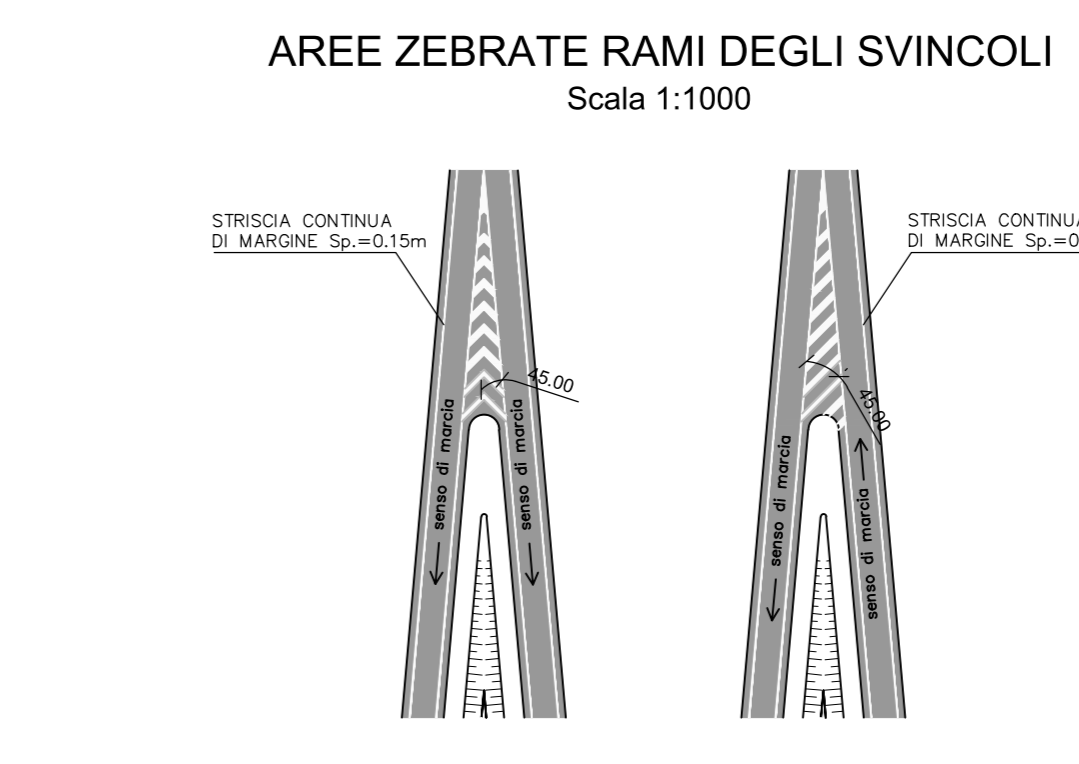 AREE ZEBRATE RAMI DEGLI SVINCOLI
Scala 1:1000
STRISCIA CONTINUA
DI MARGINE Sp.=0.15m
STRISCIA CONTINUA
DI MARGINE Sp.=0
45.00
45.00
senso di marcia
senso di marcia
senso di marcia
senso di marcia